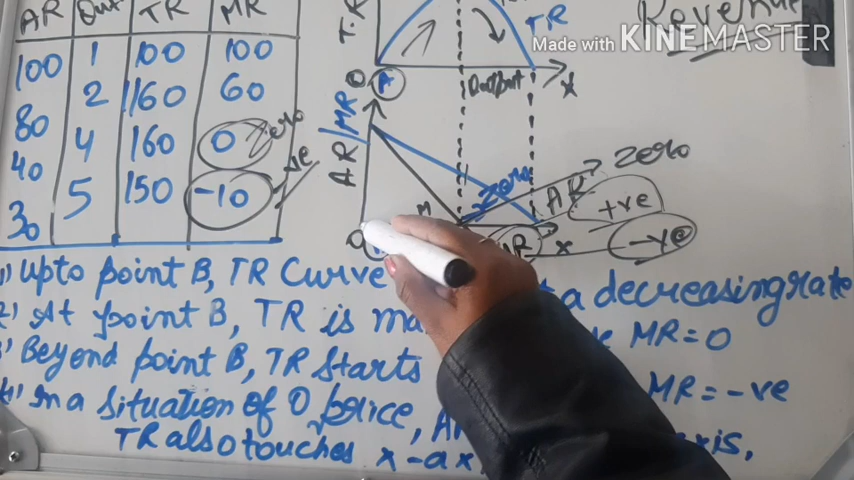 AR Out TR MR
100 1 100 100
80 2 1160 60
40 4 160 0 zero
30 5 150 -10 -ve
T.R
TR
O A Output X
AR/MR
zero
zero
AR +ve
M
O MR X -ve
Revenue
Made with KINEMASTER
1) Upto point B, TR Curve at a decreasing rate
2) At point B, TR is ma MR=0
3) Beyond point B, TR Starts MR=-ve
4) In a situation of 0 price, A axis,
TR also touches x-ax